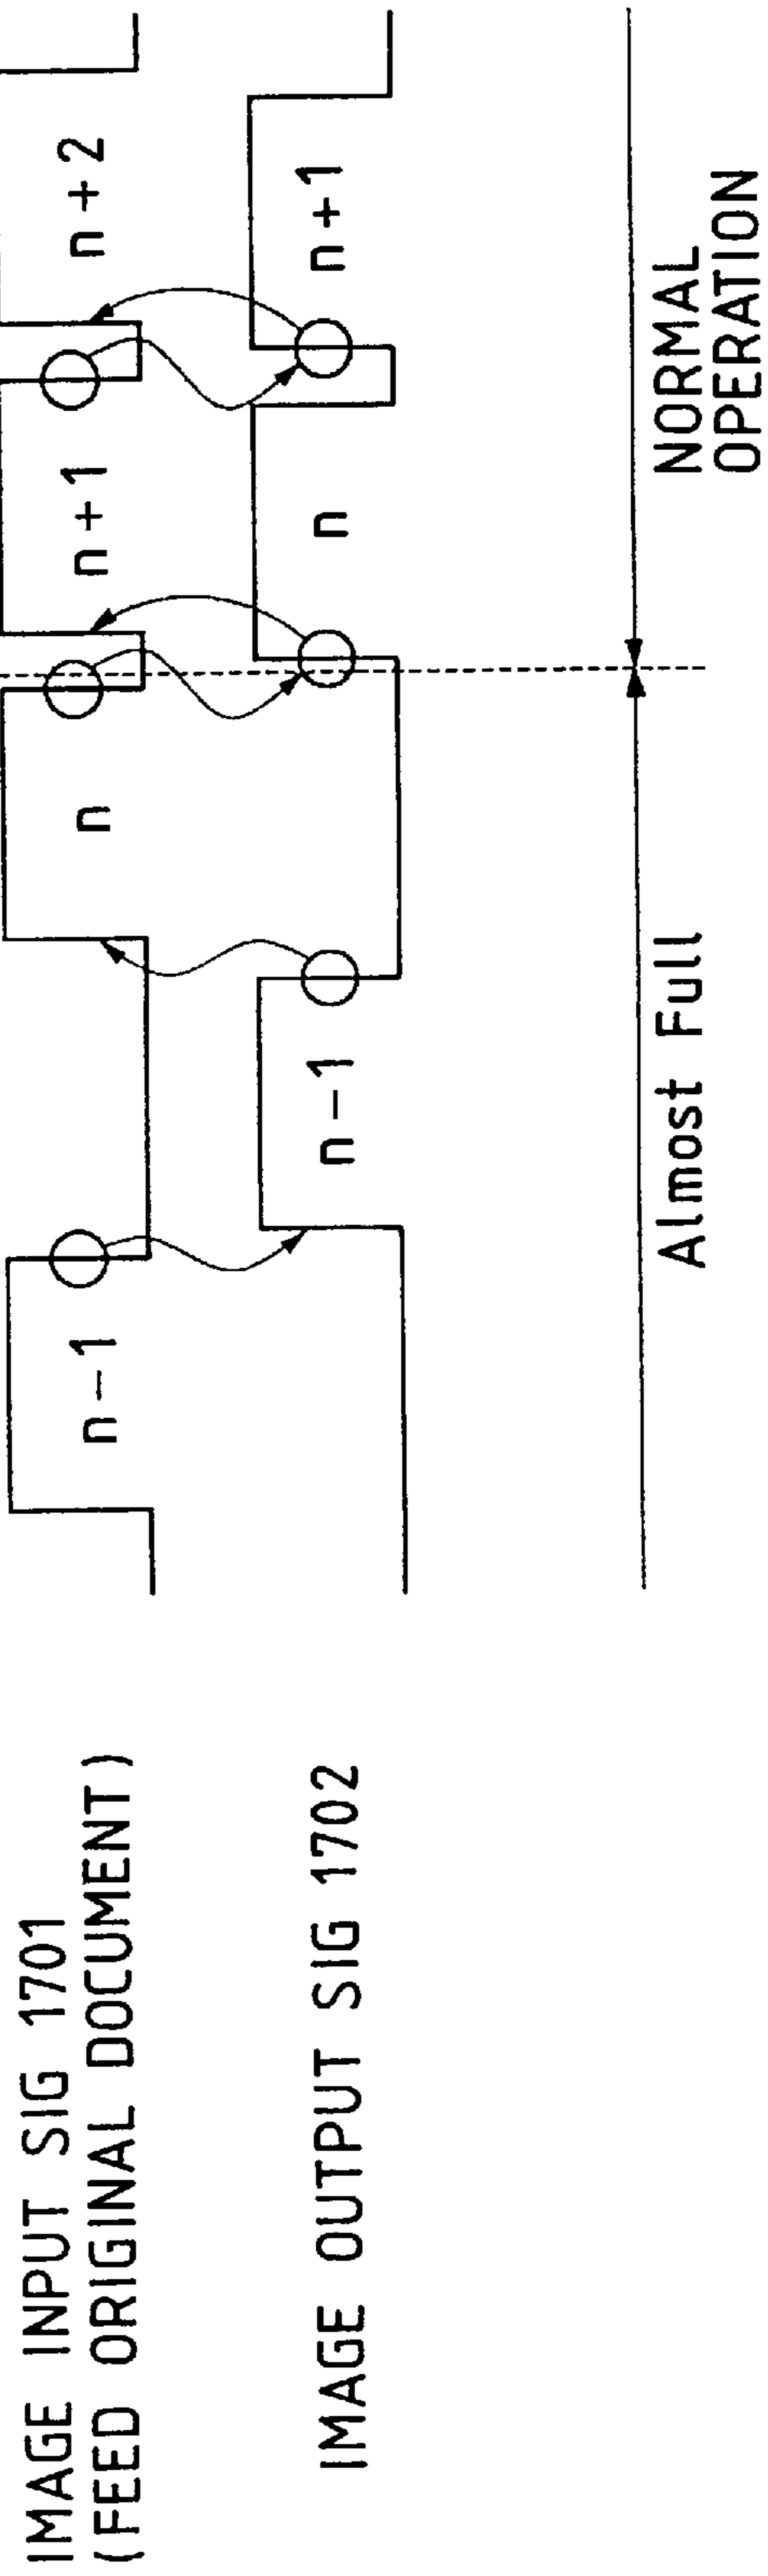 IMAGE INPUT SIG 1701
(FEED ORIGINAL DOCUMENT)
n-1
n
n+1
n+2
IMAGE OUTPUT SIG 1702
n-1
n
n+1
Almost Full
NORMAL
OPERATION